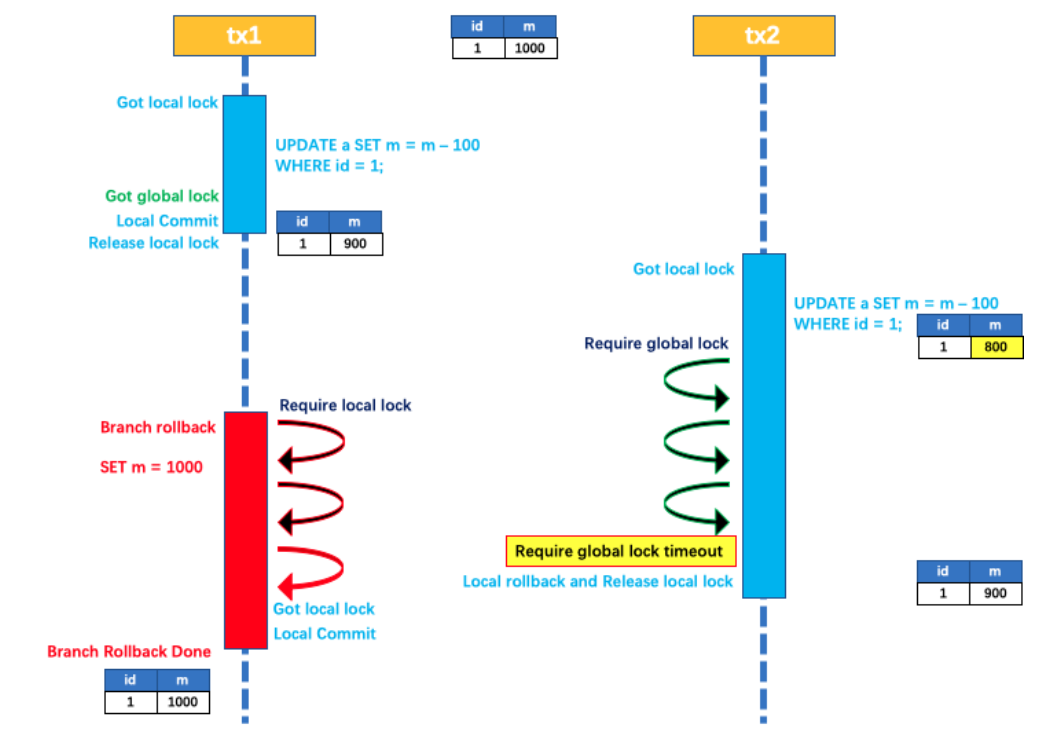 tx1
id m
1 1000
tx2
Got local lock
UPDATE a SET m = m – 100
WHERE id = 1;
Got global lock
Local Commit
Release local lock
id m
1 900
Got local lock
UPDATE a SET m = m – 100
WHERE id = 1;
id m
1 800
Require global lock
Require local lock
Branch rollback
SET m = 1000
Require global lock timeout
Local rollback and Release local lock
id m
1 900
Got local lock
Local Commit
Branch Rollback Done
id m
1 1000